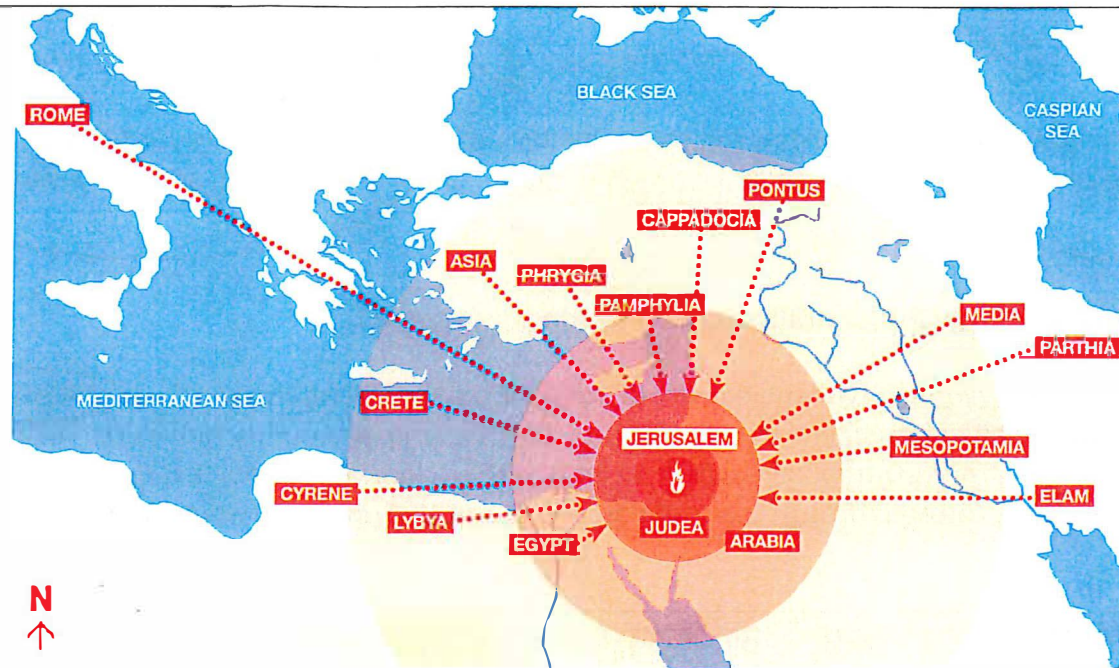 BLACK SEA
CASPIAN
SEA
ROME
PONTUS
CAPPADOCIA
ASIA
PHRYGIA
PAMPHYLIA
MEDIA
PARTHIA
MEDITERRANEAN SEA
CRETE
JERUSALEM
MESOPOTAMIA
CYRENE
ELAM
LYBYA
JUDEA
ARABIA
EGYPT
N